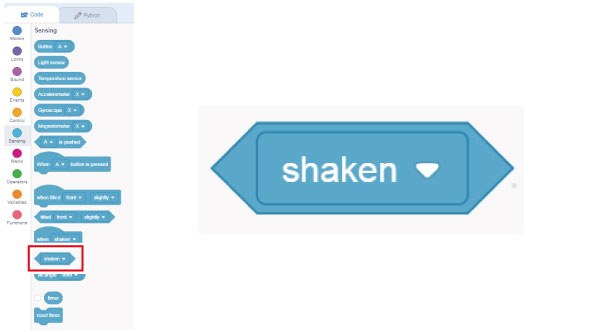 Code
Python
Sensing
Motion
Looks
Sound
Events
Control
Sensing
Radio
Operators
Variables
Functions
Button A
Light sensor
Temperature sensor
Accelerometer X
Gyroscope X
Magnetometer X
A is pushed
When A button is pressed
when tilted front slightly
tilted front slightly
when shaken
shaken
timer
reset timer
shaken